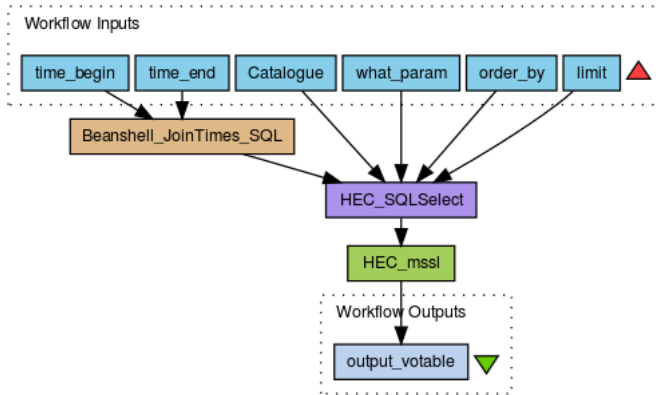 Workflow Inputs
time_begin time_end Catalogue what_param order_by limit
Beanshell_JoinTimes_SQL
HEC_SQLSelect
HEC_mssl
Workflow Outputs
output_votable